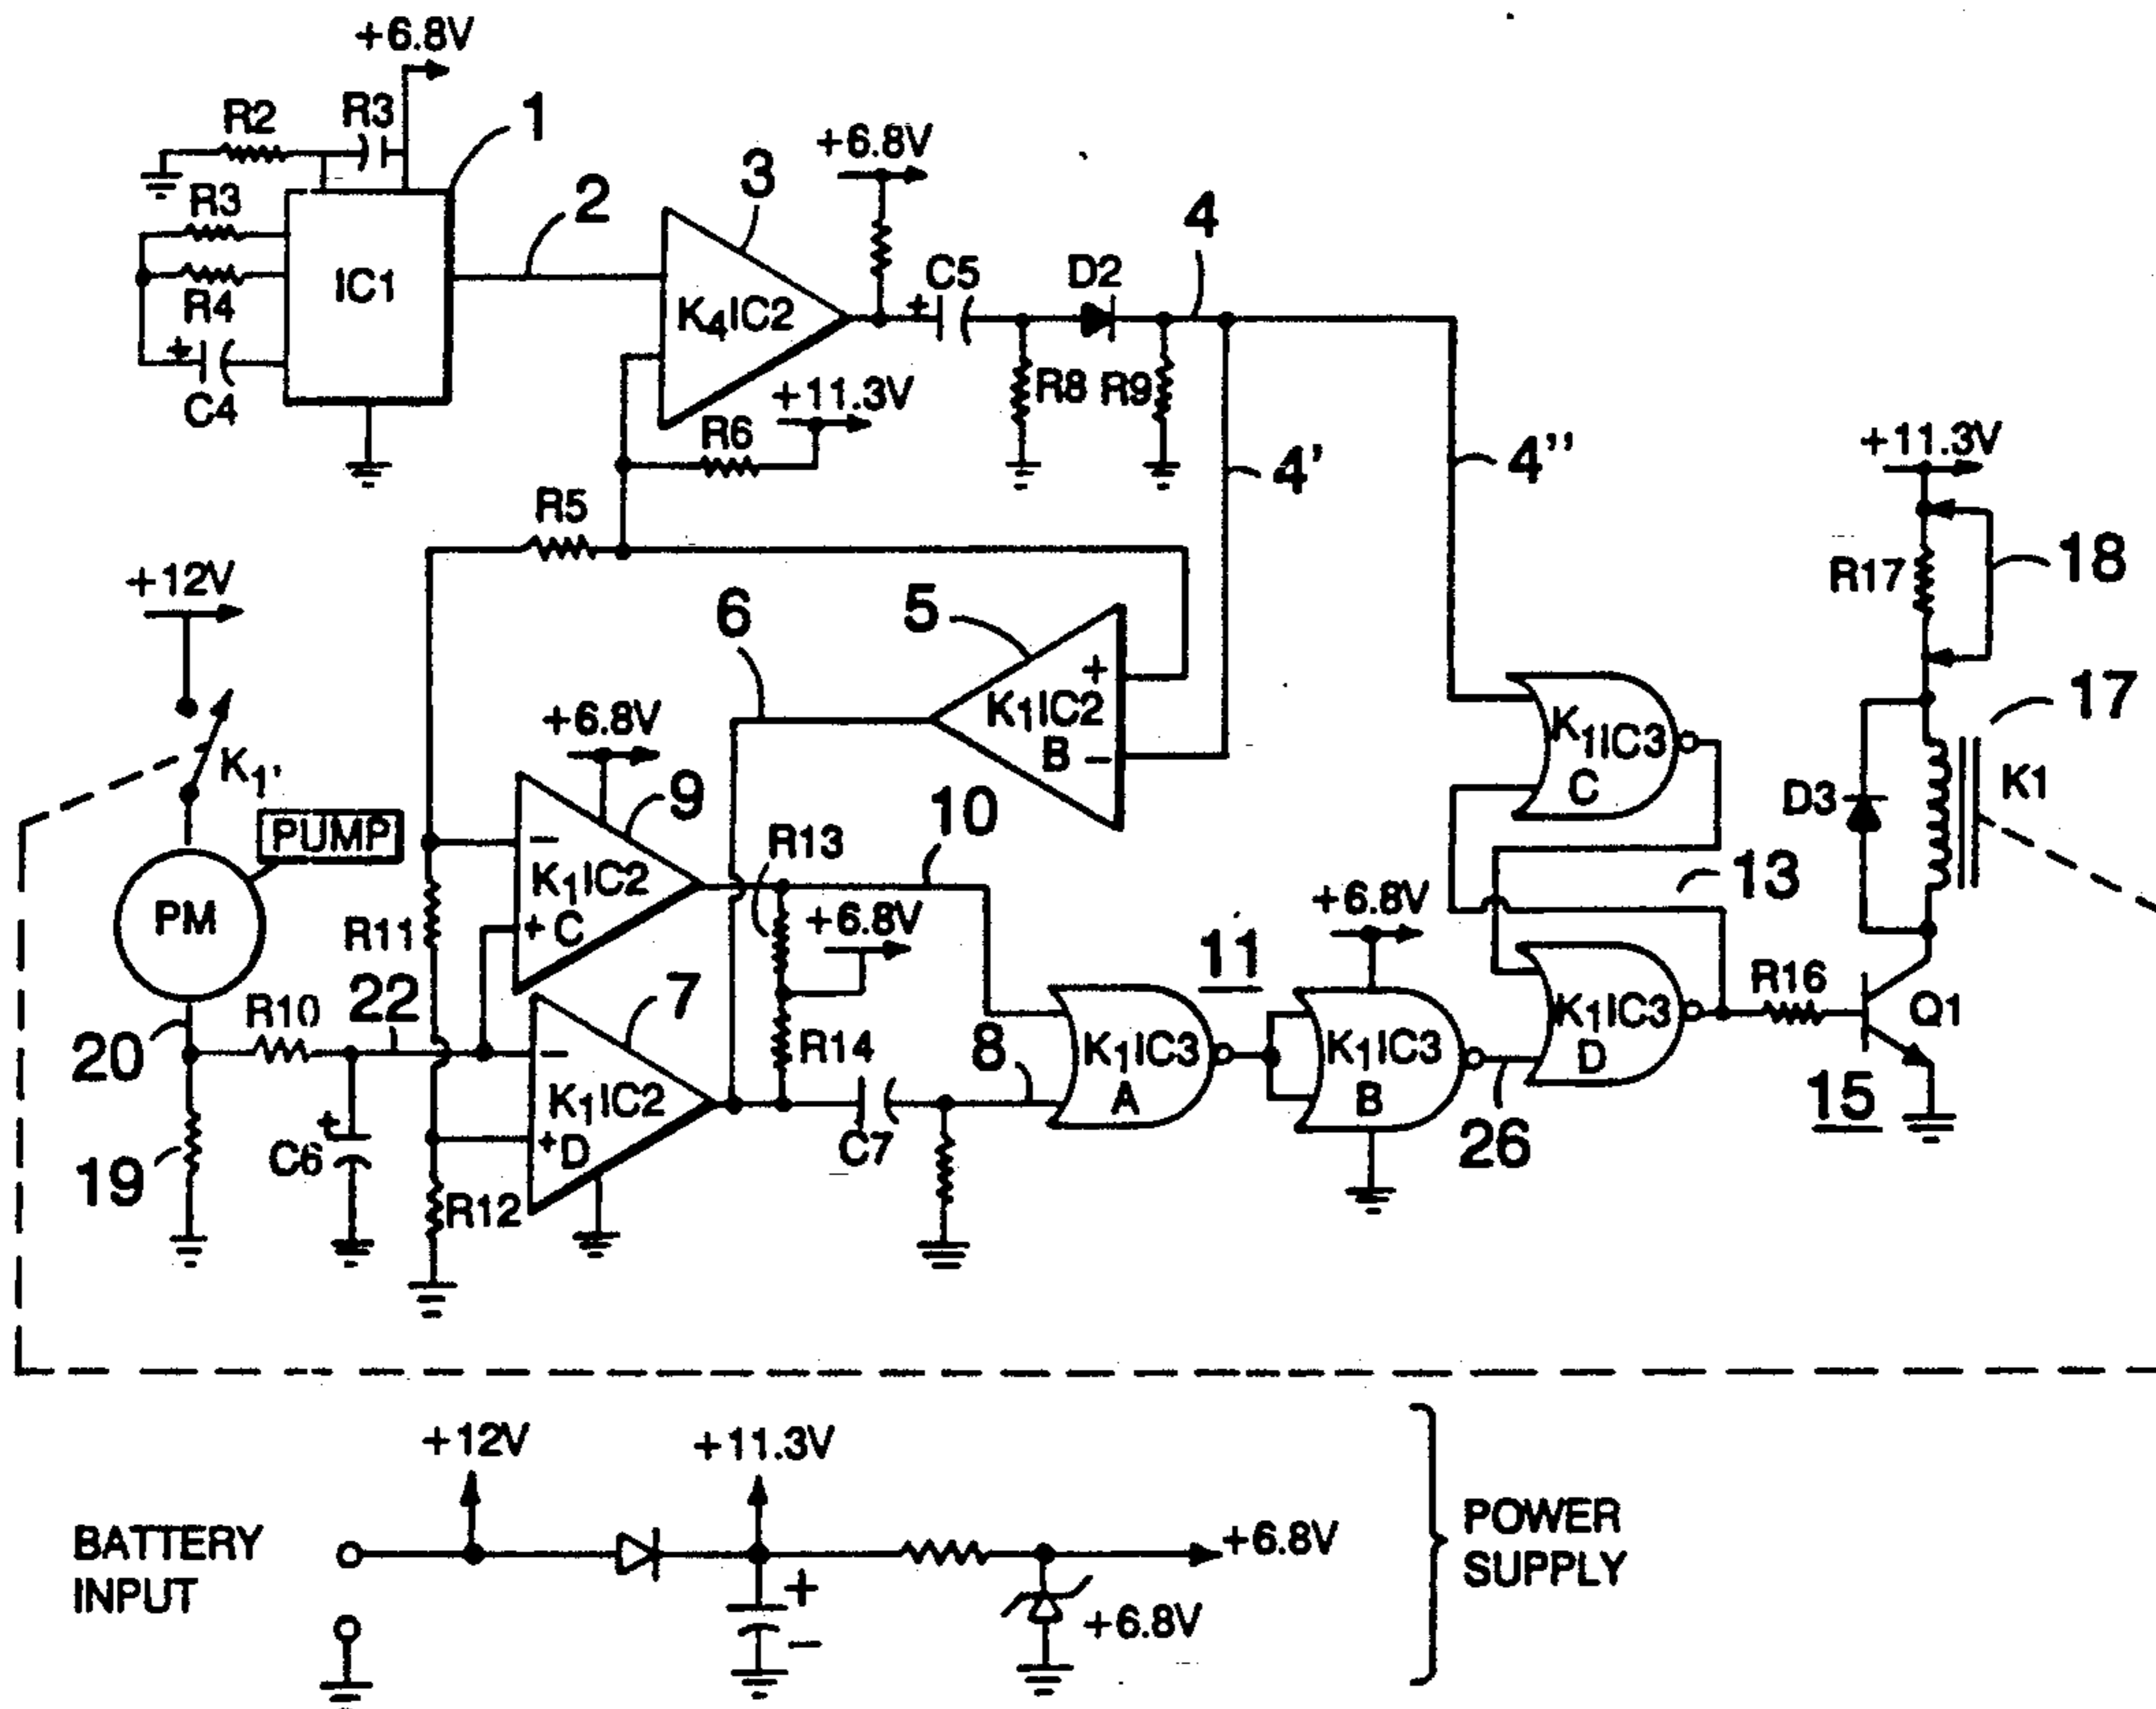 +6.8V
R2
R3
1
R3
R4
C4
IC1
2
3
K4IC2
+6.8V
C5
D2
4
R8
R9
+11.3V
R6
R5
4'
4"
+11.3V
R17
18
17
K1
D3
+12V
K1'
PUMP
PM
6
5
+
K1IC2
B −
K1IC3
C
+6.8V
9
−
K1IC2
+ C
R13
10
+6.8V
13
R11
22
R10
20
19
C6
+
7
−
K1IC2
+ D
R12
R14
C7
8
11
K1IC3
A
+6.8V
K1IC3
B
26
K1IC3
D
R16
Q1
15
+12V
+11.3V
BATTERY
INPUT
+
−
+6.8V
+6.8V
POWER
SUPPLY